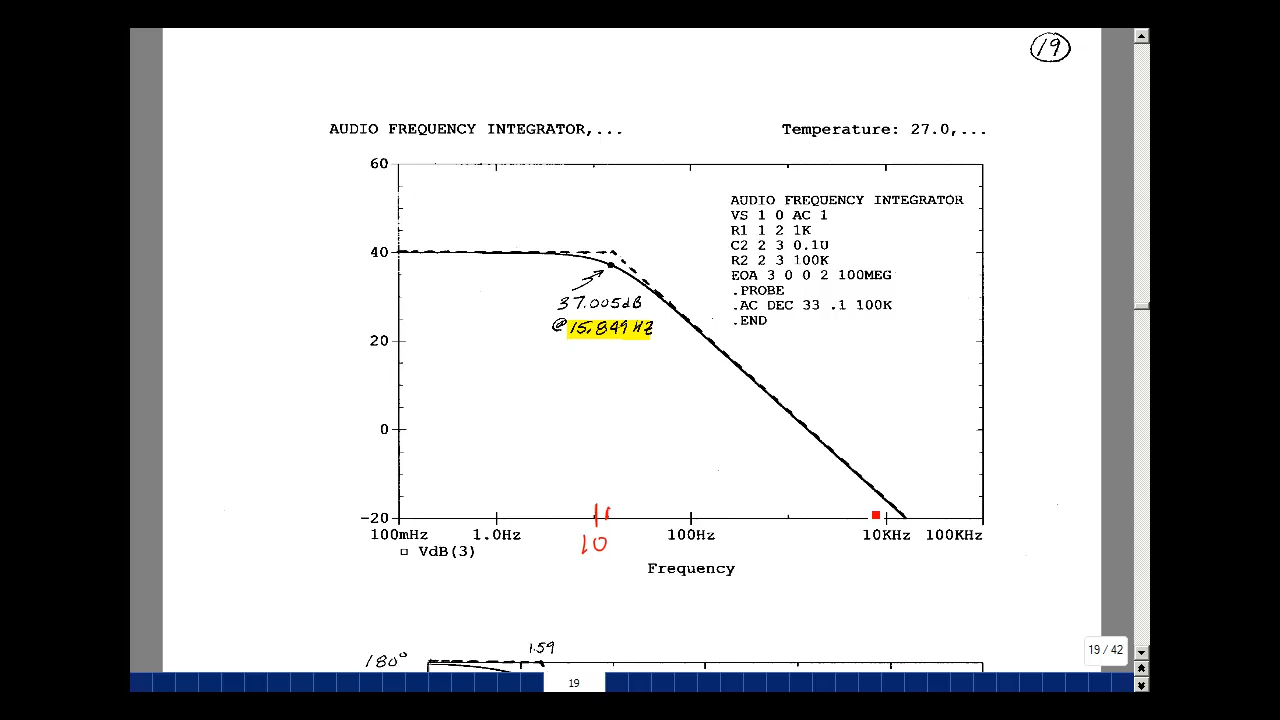 19
AUDIO FREQUENCY INTEGRATOR,...
Temperature: 27.0,...
60
40
20
0
-20
AUDIO FREQUENCY INTEGRATOR
VS 1 0 AC 1
R1 1 2 1K
C2 2 3 0.1U
R2 2 3 100K
EOA 3 0 0 2 100MEG
.PROBE
.AC DEC 33 .1 100K
.END
37.005dB
@ 15.849 HZ
10
100mHz 1.0Hz 100Hz 10KHz 100KHz
VdB(3)
Frequency
1.59
180°
19 / 42
19